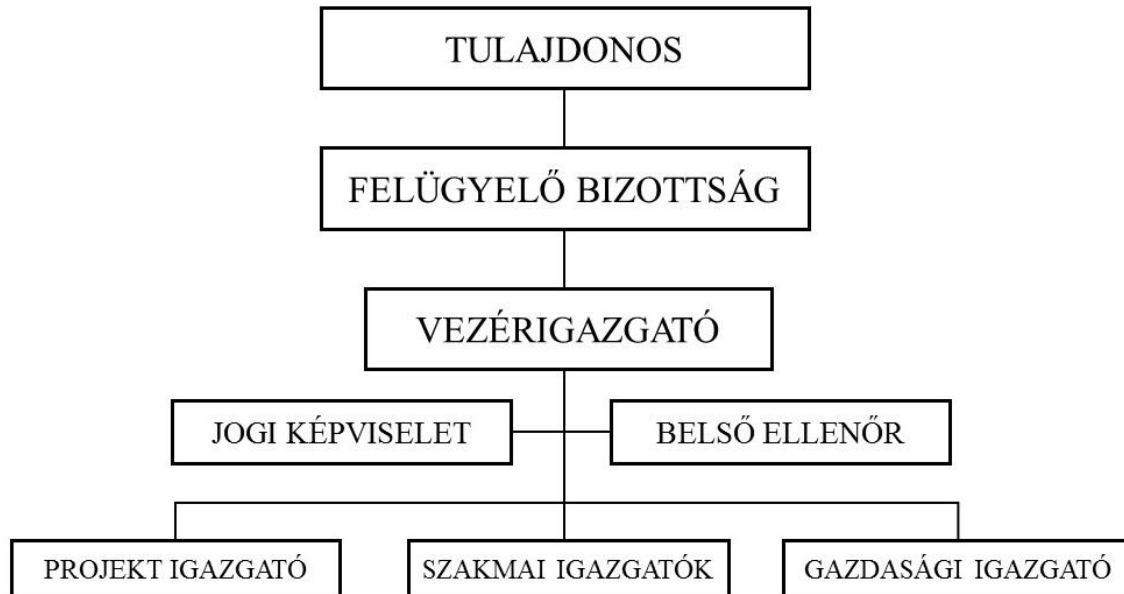 TULAJDONOS
FELÜGYELŐ BIZOTTSÁG
VEZÉRIGAZGATÓ
JOGI KÉPVISELET
BELSŐ ELLENŐR
PROJEKT IGAZGATÓ
SZAKMAI IGAZGATÓK
GAZDASÁGI IGAZGATÓ